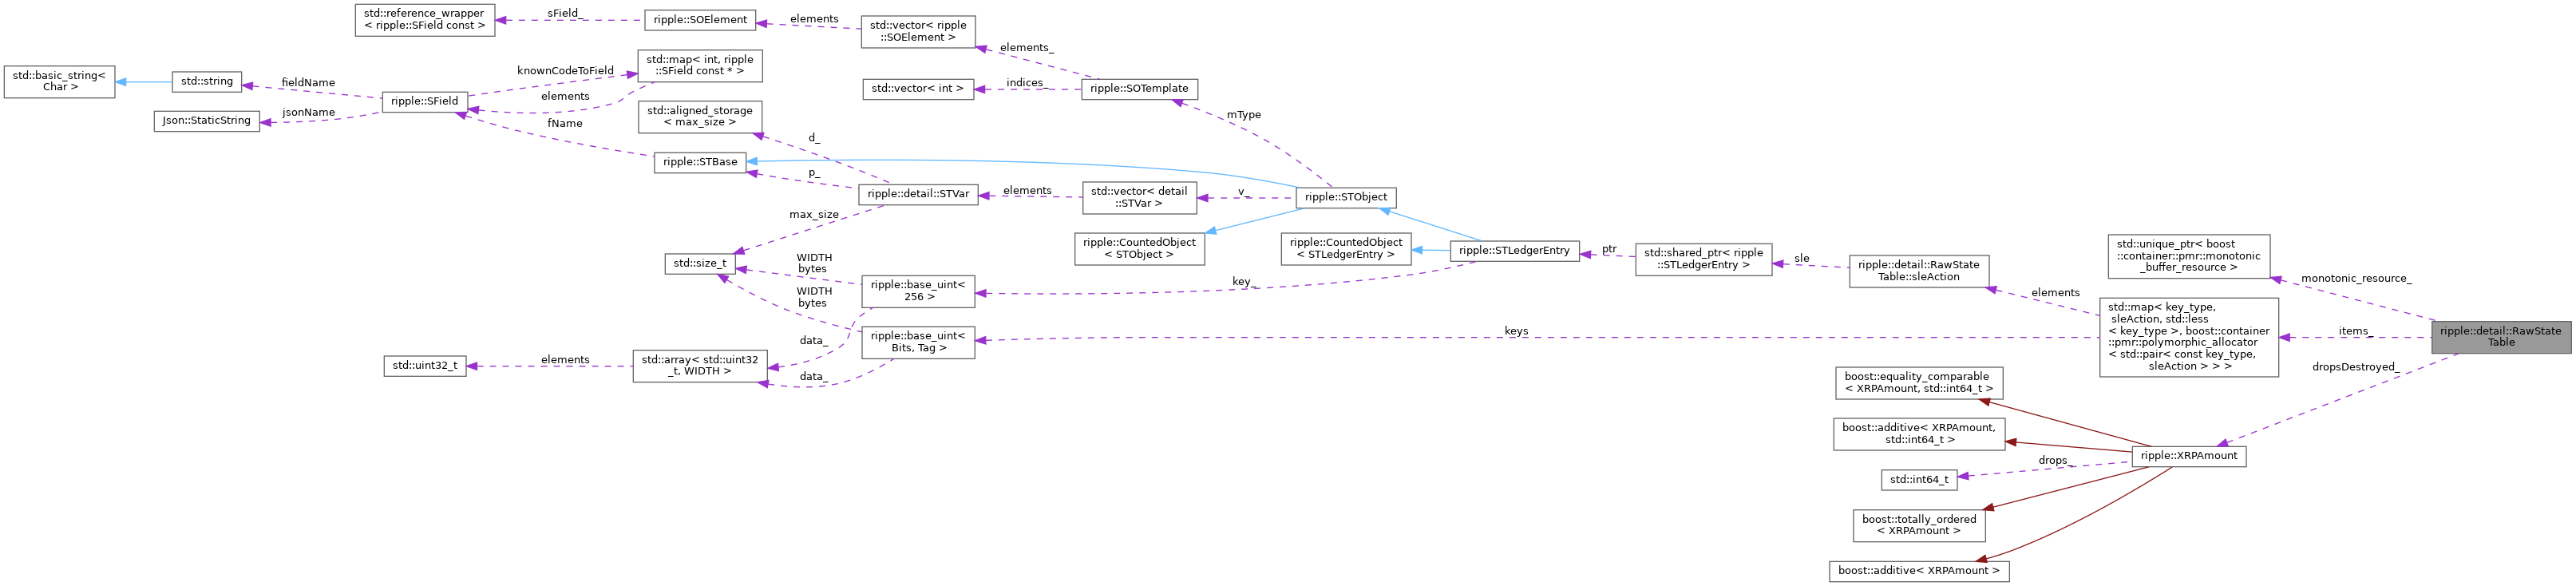 std::reference_wrapper
< ripple::SField const >
sField_
ripple::SOElement
elements
std::vector< ripple
::SOElement >
elements_
std::basic_string<
Char >
std::string
fieldName
Json::StaticString
jsonName
ripple::SField
knownCodeToField
elements
fName
std::map< int, ripple
::SField const * >
std::aligned_storage
< max_size >
d_
std::vector< int >
indices_
ripple::SOTemplate
mType
ripple::STBase
p_
ripple::detail::STVar
elements
std::vector< detail
::STVar >
v_
ripple::STObject
max_size
std::size_t
WIDTH
bytes
WIDTH
bytes
ripple::CountedObject
< STObject >
ripple::CountedObject
< STLedgerEntry >
ripple::STLedgerEntry
ptr
std::shared_ptr< ripple
::STLedgerEntry >
sle
ripple::detail::RawState
Table::sleAction
elements
std::unique_ptr< boost
::container::pmr::monotonic
_buffer_resource >
monotonic_resource_
ripple::base_uint<
256 >
key_
data_
ripple::base_uint<
Bits, Tag >
keys
data_
std::map< key_type,
sleAction, std::less
< key_type >, boost::container
::pmr::polymorphic_allocator
< std::pair< const key_type,
sleAction > > >
items_
ripple::detail::RawState
Table
std::uint32_t
elements
std::array< std::uint32
_t, WIDTH >
dropsDestroyed_
boost::equality_comparable
< XRPAmount, std::int64_t >
boost::additive< XRPAmount,
std::int64_t >
drops_
std::int64_t
ripple::XRPAmount
boost::totally_ordered
< XRPAmount >
boost::additive< XRPAmount >